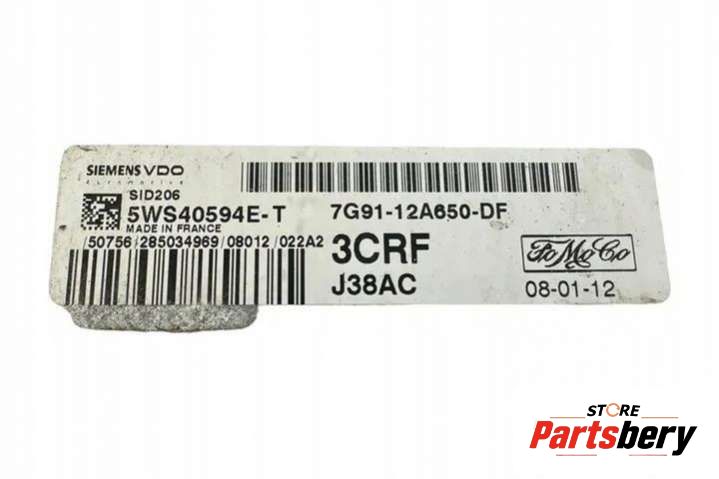 SIEMENS VDO
Automotive
SID206
5WS40594E-T
MADE IN FRANCE
/50756/285034969/08012/022A2
7G91-12A650-DF
3CRF
J38AC
FoMoCo
08-01-12
STORE
Partsbery